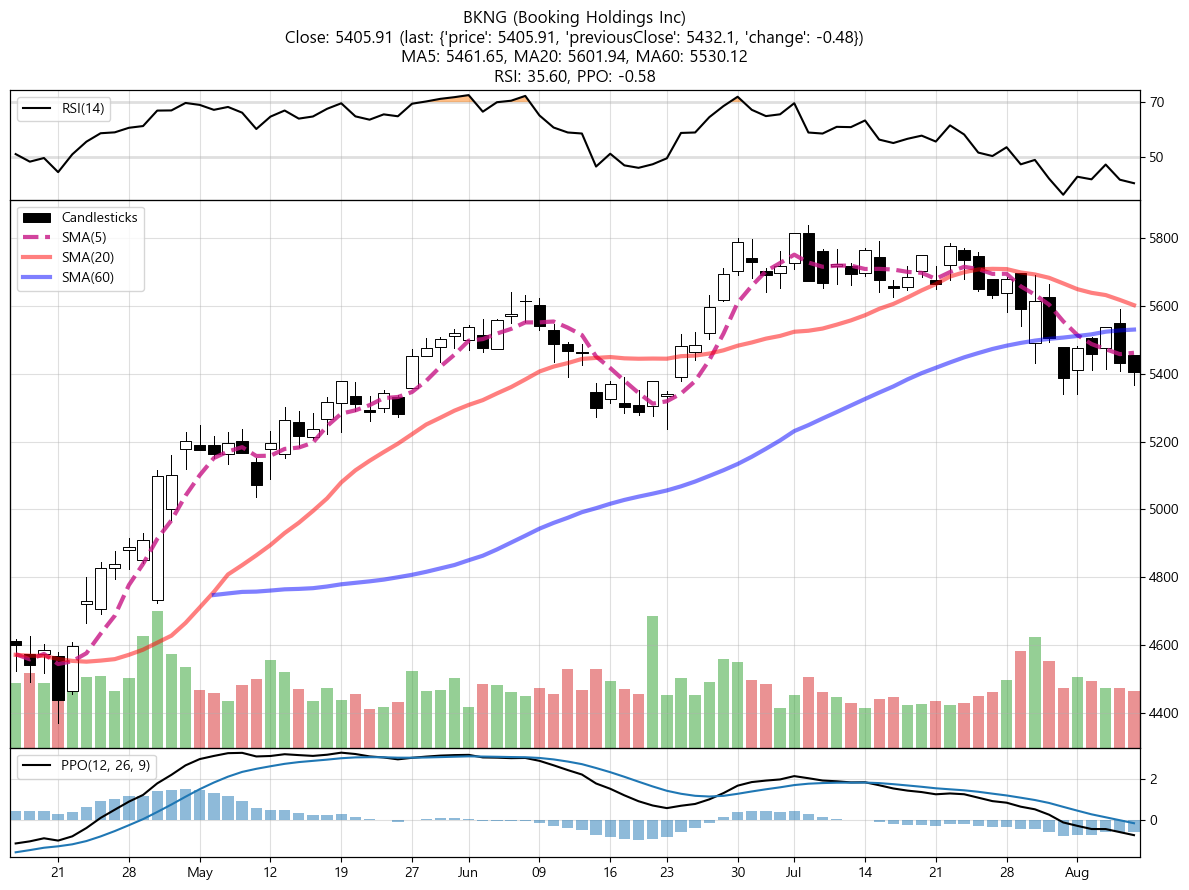 BKNG (Booking Holdings Inc)
Close: 5405.91 (last: {'price': 5405.91, 'previousClose': 5432.1, 'change': -0.48})
MA5: 5461.65, MA20: 5601.94, MA60: 5530.12
RSI: 35.60, PPO: -0.58
RSI(14)
70
50
Candlesticks
SMA(5)
SMA(20)
SMA(60)
5800
5600
5400
5200
5000
4800
4600
4400
PPO(12, 26, 9)
2
0
21 28 May 12 19 27 Jun 09 16 23 30 Jul 14 21 28 Aug